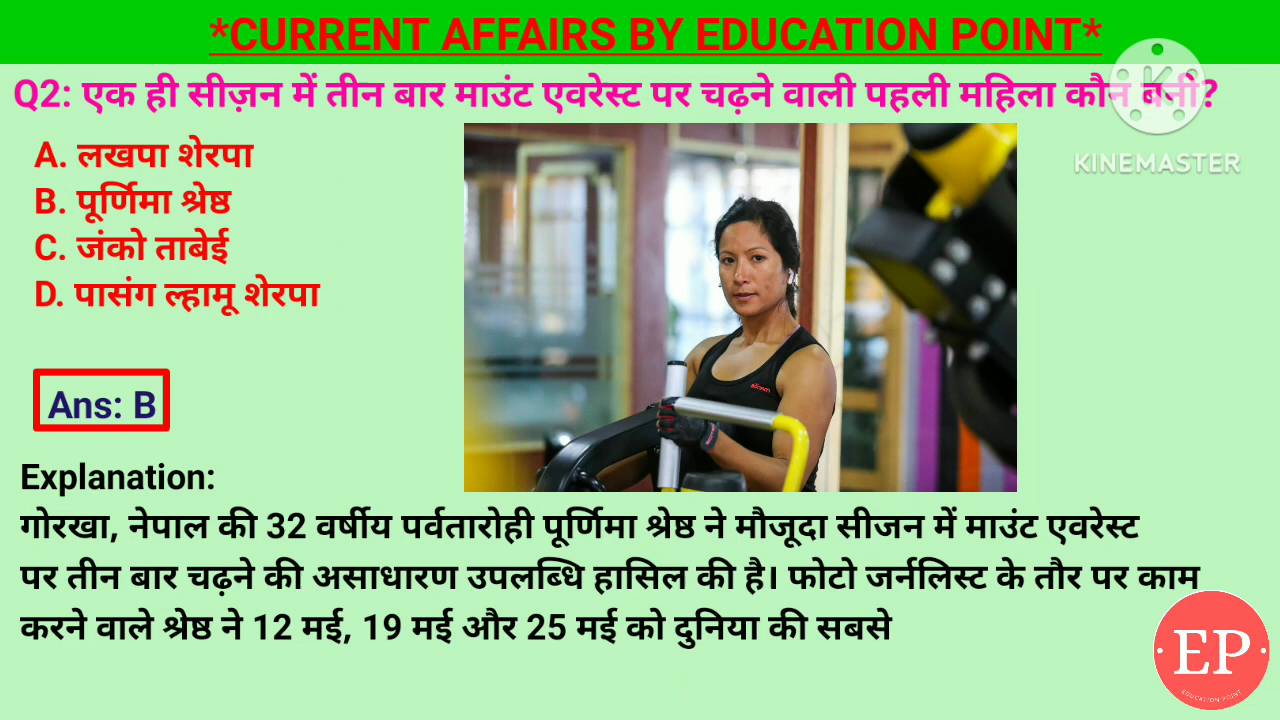 *CURRENT AFFAIRS BY EDUCATION POINT*
Q2: एक ही सीज़न में तीन बार माउंट एवरेस्ट पर चढ़ने वाली पहली महिला कौन बनी?
KINEMASTER
A. लखपा शेरपा
B. पूर्णिमा श्रेष्ठ
C. जंको ताबेई
D. पासंग ल्हामू शेरपा
Ans: B
Explanation:
गोरखा, नेपाल की 32 वर्षीय पर्वतारोही पूर्णिमा श्रेष्ठ ने मौजूदा सीजन में माउंट एवरेस्ट
पर तीन बार चढ़ने की असाधारण उपलब्धि हासिल की है। फोटो जर्नलिस्ट के तौर पर काम
करने वाले श्रेष्ठ ने 12 मई, 19 मई और 25 मई को दुनिया की सबसे
EP
EDUCATION POINT